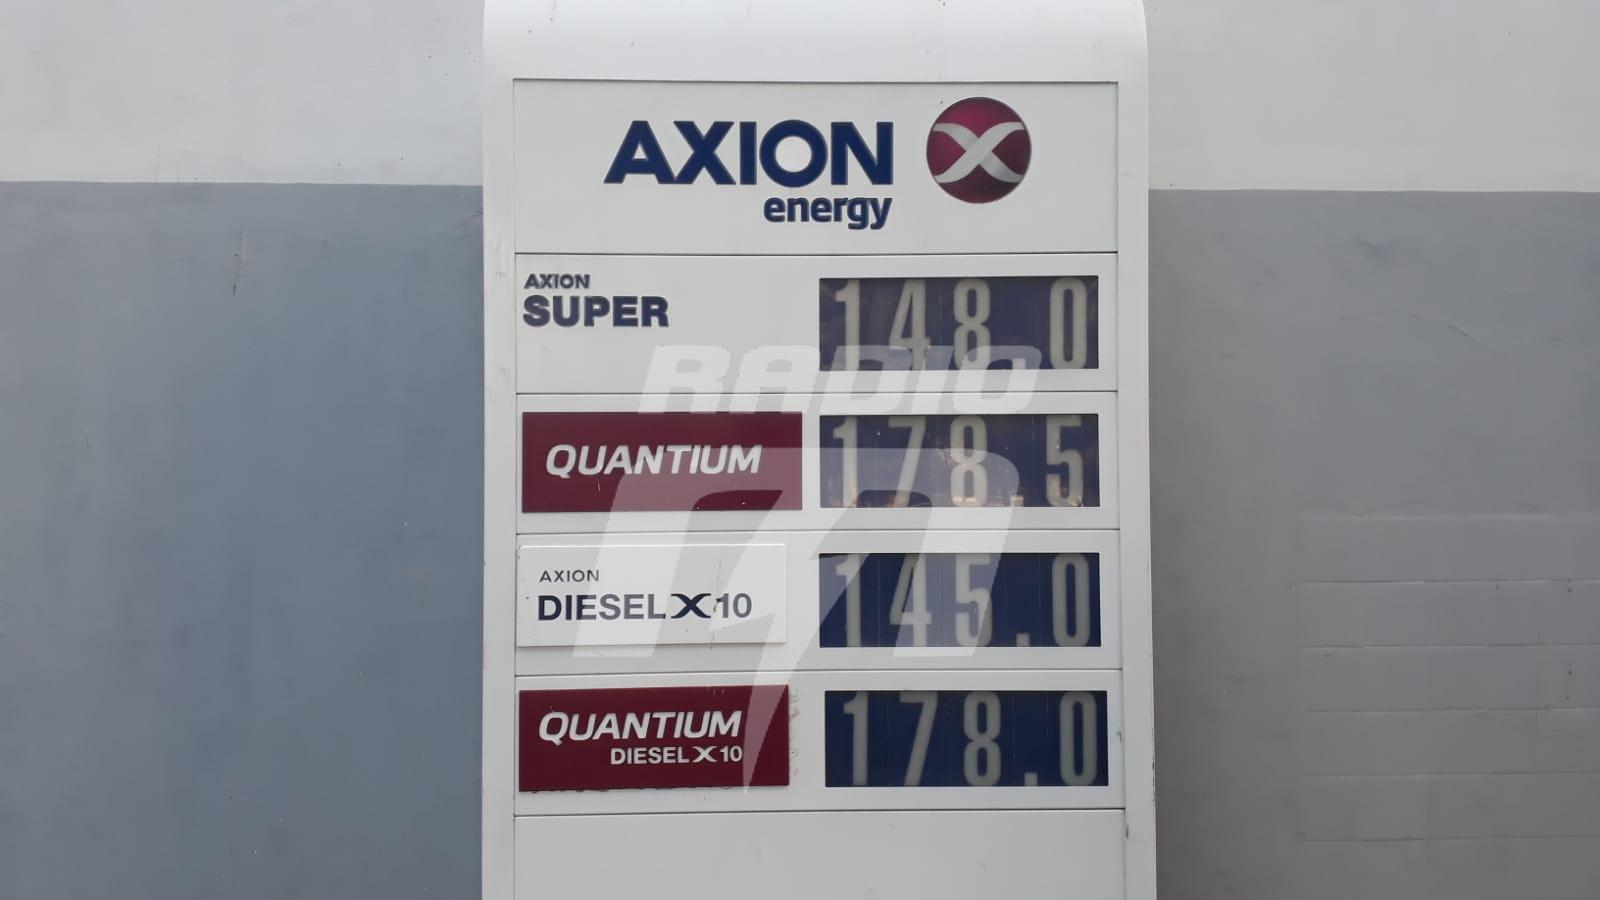 AXION
energy
AXION
SUPER
148.0
RADIO
QUANTIUM
178.5
AXION
DIESEL X10
145.0
QUANTIUM
DIESEL X10
178.0